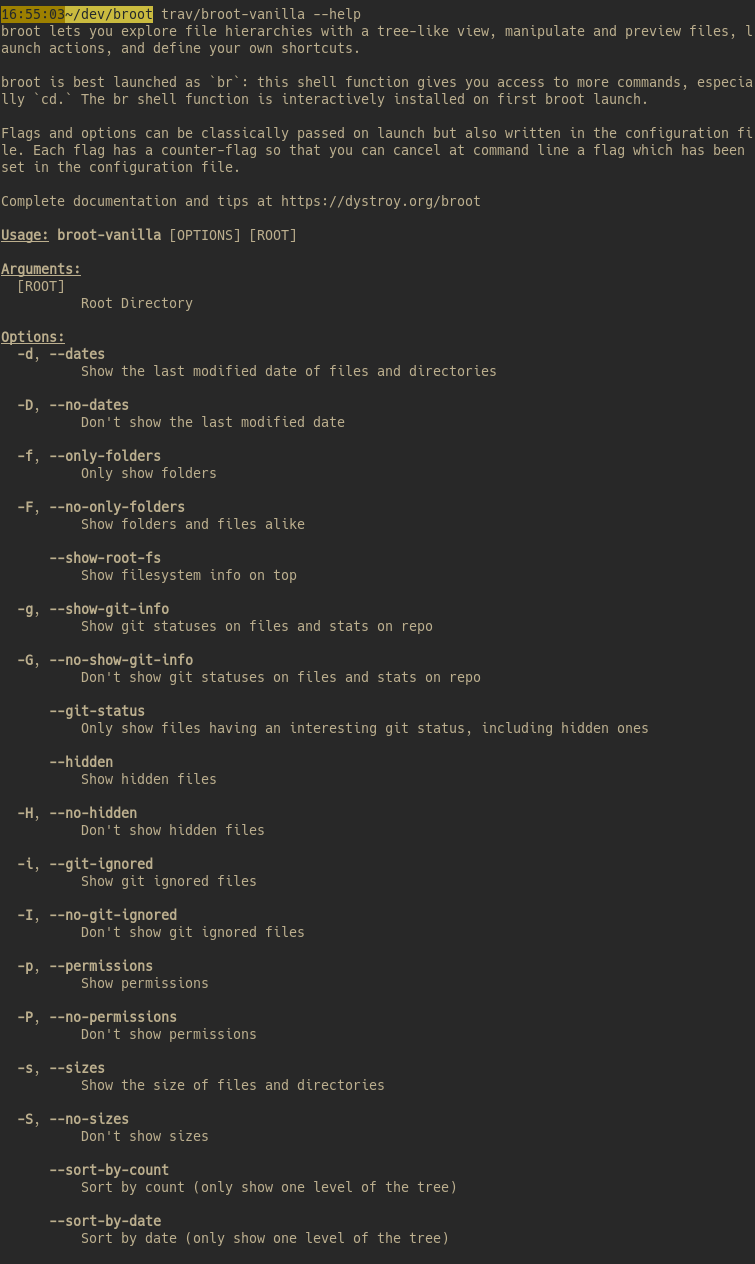 16:55:03~/dev/broot trav/broot-vanilla --help
broot lets you explore file hierarchies with a tree-like view, manipulate and preview files, l
aunch actions, and define your own shortcuts.

broot is best launched as `br`: this shell function gives you access to more commands, especia
lly `cd.` The br shell function is interactively installed on first broot launch.

Flags and options can be classically passed on launch but also written in the configuration fi
le. Each flag has a counter-flag so that you can cancel at command line a flag which has been
set in the configuration file.

Complete documentation and tips at https://dystroy.org/broot

Usage: broot-vanilla [OPTIONS] [ROOT]

Arguments:
  [ROOT]
          Root Directory

Options:
  -d, --dates
          Show the last modified date of files and directories

  -D, --no-dates
          Don't show the last modified date

  -f, --only-folders
          Only show folders

  -F, --no-only-folders
          Show folders and files alike

      --show-root-fs
          Show filesystem info on top

  -g, --show-git-info
          Show git statuses on files and stats on repo

  -G, --no-show-git-info
          Don't show git statuses on files and stats on repo

      --git-status
          Only show files having an interesting git status, including hidden ones

      --hidden
          Show hidden files

  -H, --no-hidden
          Don't show hidden files

  -i, --git-ignored
          Show git ignored files

  -I, --no-git-ignored
          Don't show git ignored files

  -p, --permissions
          Show permissions

  -P, --no-permissions
          Don't show permissions

  -s, --sizes
          Show the size of files and directories

  -S, --no-sizes
          Don't show sizes

      --sort-by-count
          Sort by count (only show one level of the tree)

      --sort-by-date
          Sort by date (only show one level of the tree)